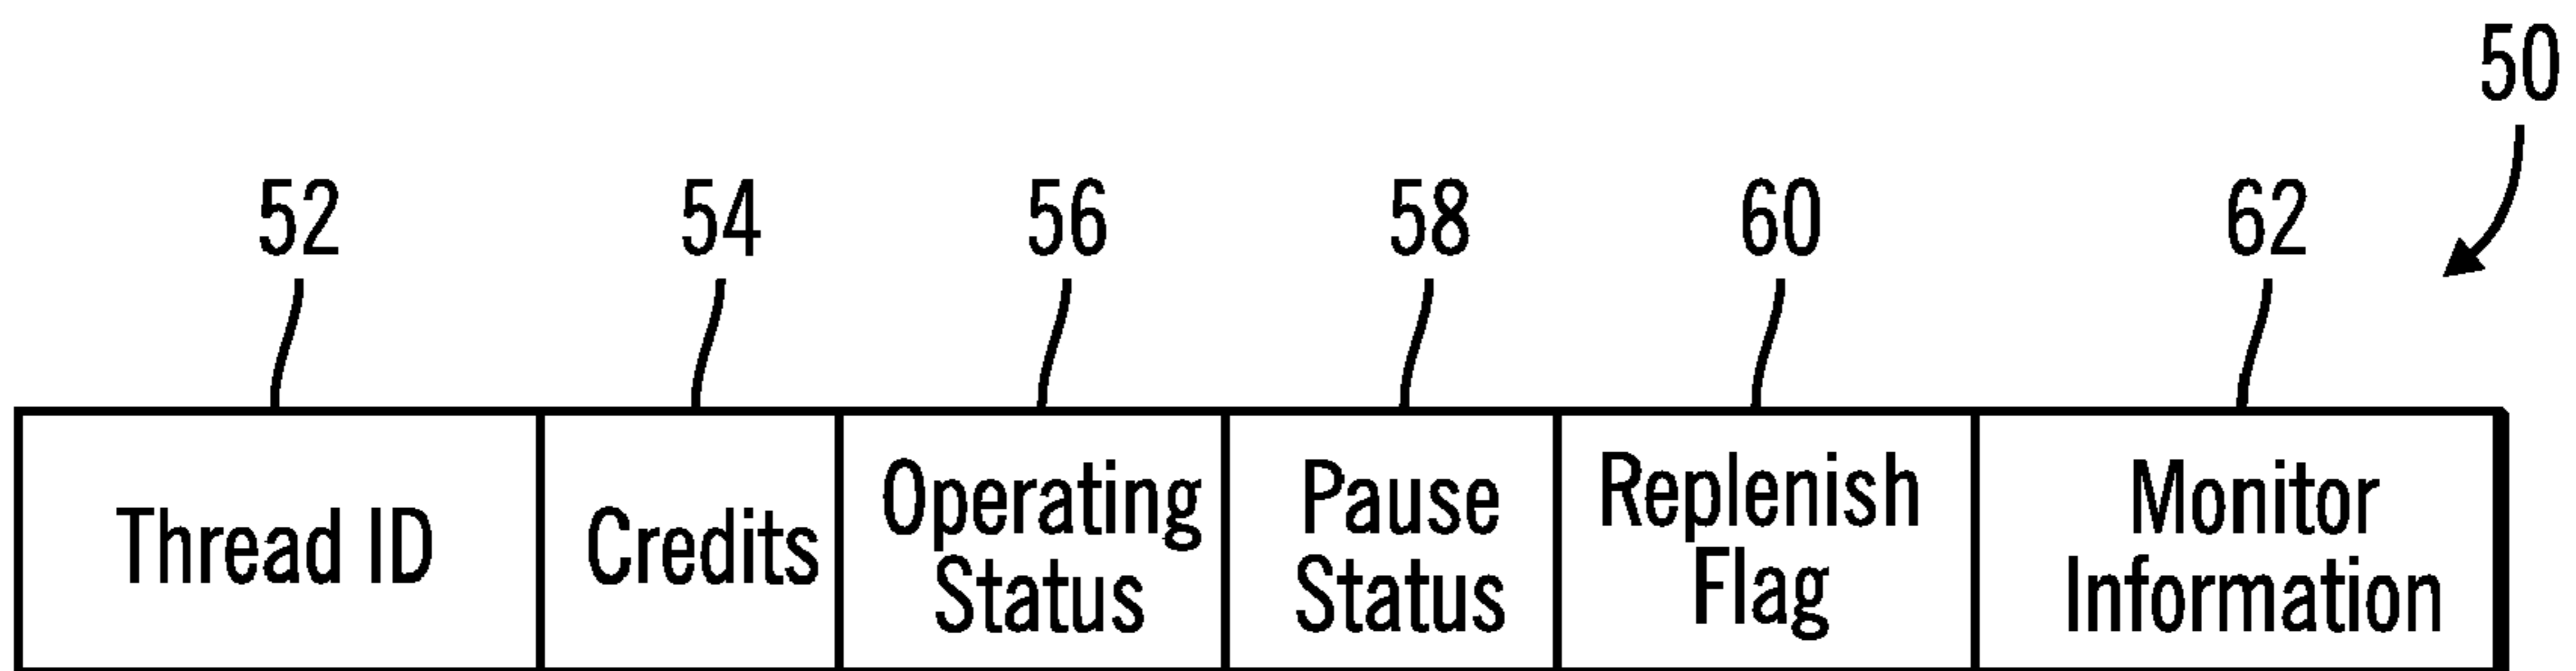 50
52 54 56 58 60 62
Thread ID Credits Operating Status Pause Status Replenish Flag Monitor Information